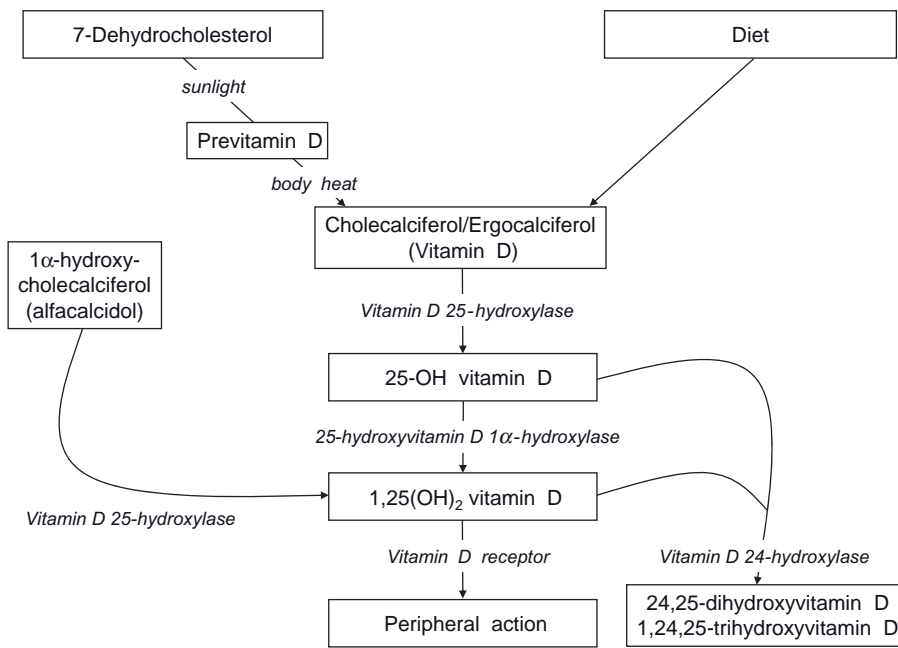 7-Dehydrocholesterol
Diet
sunlight
Previtamin D
body heat
Cholecalciferol/Ergocalciferol
(Vitamin D)
1α-hydroxy-
cholecalciferol
(alfacalcidol)
Vitamin D 25-hydroxylase
25-OH vitamin D
25-hydroxyvitamin D 1α-hydroxylase
1,25(OH)₂ vitamin D
Vitamin D 25-hydroxylase
Vitamin D receptor
Vitamin D 24-hydroxylase
24,25-dihydroxyvitamin D
1,24,25-trihydroxyvitamin D
Peripheral action